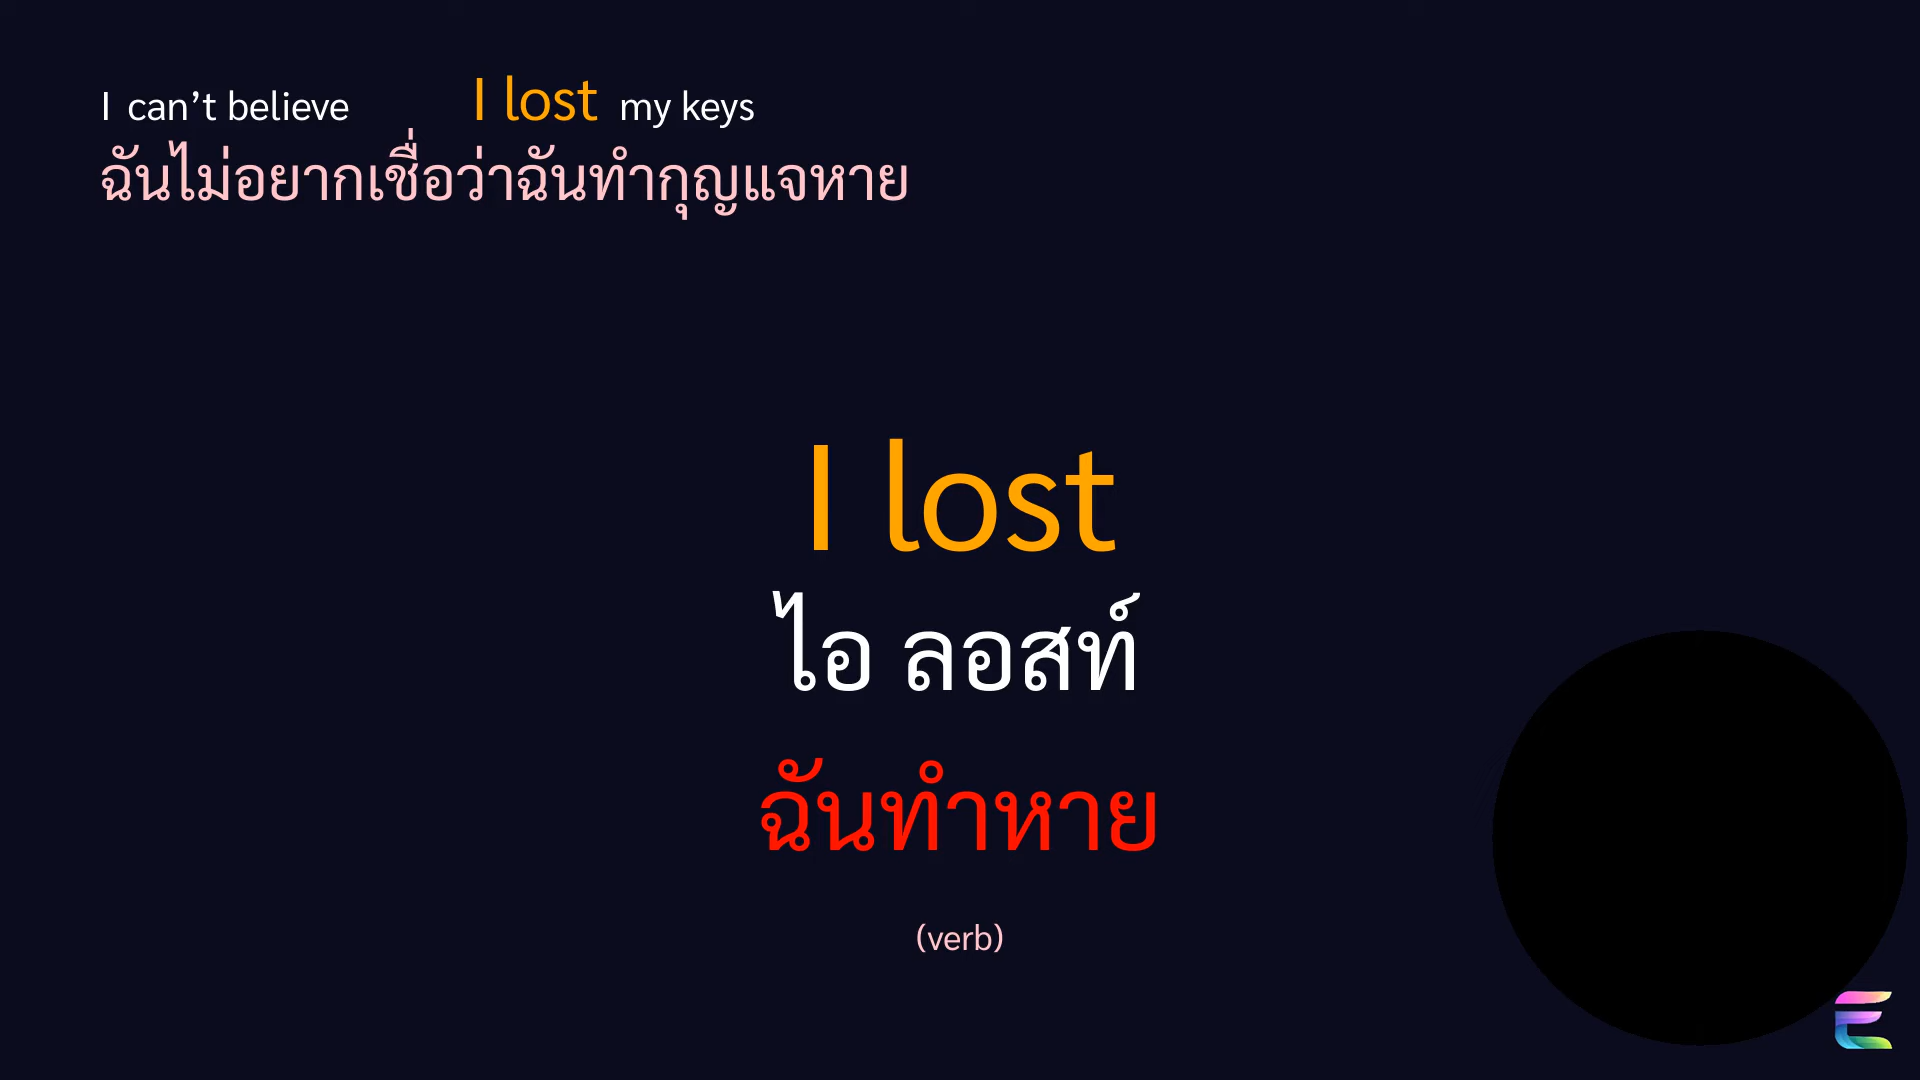 I can’t believe I lost my keys
ฉันไม่อยากเชื่อว่าฉันทำกุญแจหาย
I lost
ไอ ลอสท์
ฉันทำหาย
(verb)